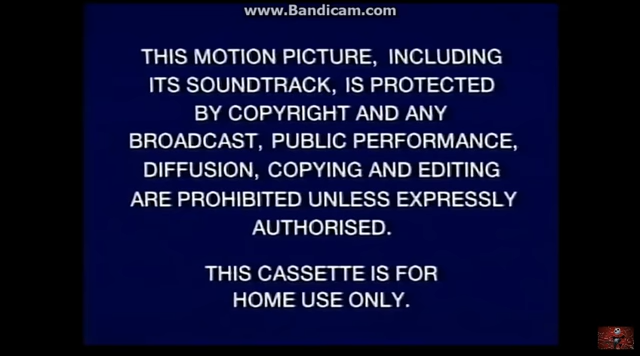 www.Bandicam.com
THIS MOTION PICTURE, INCLUDING
ITS SOUNDTRACK, IS PROTECTED
BY COPYRIGHT AND ANY
BROADCAST, PUBLIC PERFORMANCE,
DIFFUSION, COPYING AND EDITING
ARE PROHIBITED UNLESS EXPRESSLY
AUTHORISED.
THIS CASSETTE IS FOR
HOME USE ONLY.